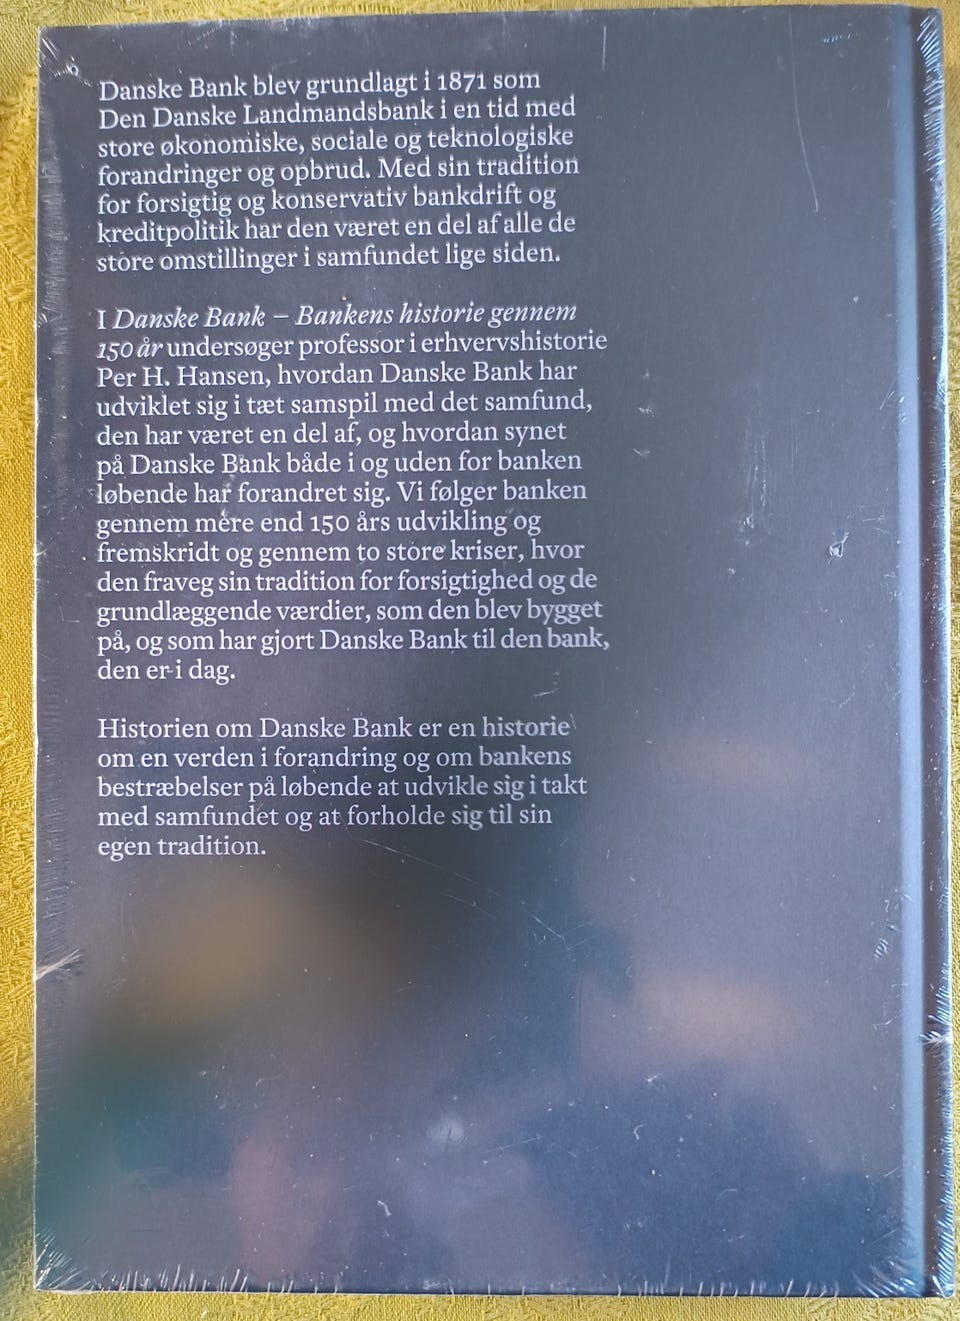 Danske Bank blev grundlagt i 1871 som
Den Danske Landmandsbank i en tid med
store økonomiske, sociale og teknologiske
forandringer og opbrud. Med sin tradition
for forsigtig og konservativ bankdrift og
kreditpolitik har den været en del af alle de
store omstillinger i samfundet lige siden.
I Danske Bank – Bankens historie gennem
150 år undersøger professor i erhvervshistorie
Per H. Hansen, hvordan Danske Bank har
udviklet sig i tæt samspil med det samfund,
den har været en del af, og hvordan synet
på Danske Bank både i og uden for banken
løbende har forandret sig. Vi følger banken
gennem mere end 150 års udvikling og
fremskridt og gennem to store kriser, hvor
den fraveg sin tradition for forsigtighed og de
grundlæggende værdier, som den blev bygget
på, og som har gjort Danske Bank til den bank,
den er i dag.
Historien om Danske Bank er en historie
om en verden i forandring og om bankens
bestræbelser på løbende at udvikle sig i takt
med samfundet og at forholde sig til sin
egen tradition.